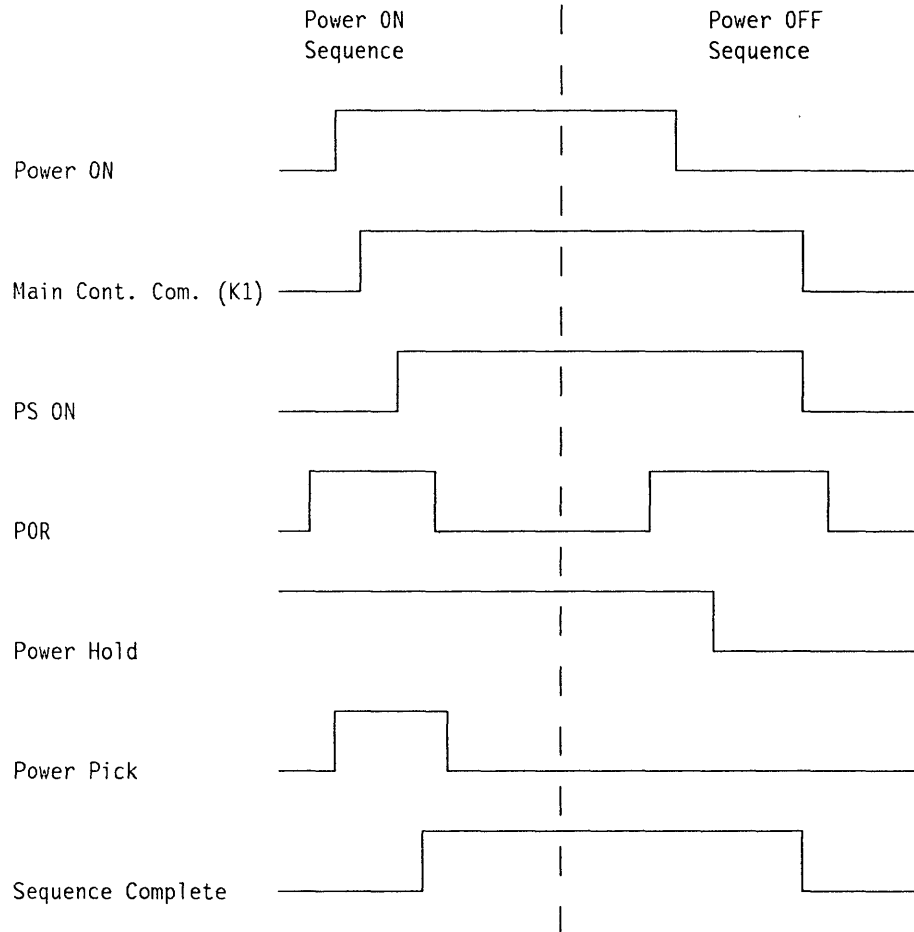 Power ON
Sequence
Power OFF
Sequence
Power ON
Main Cont. Com. (K1)
PS ON
POR
Power Hold
Power Pick
Sequence Complete